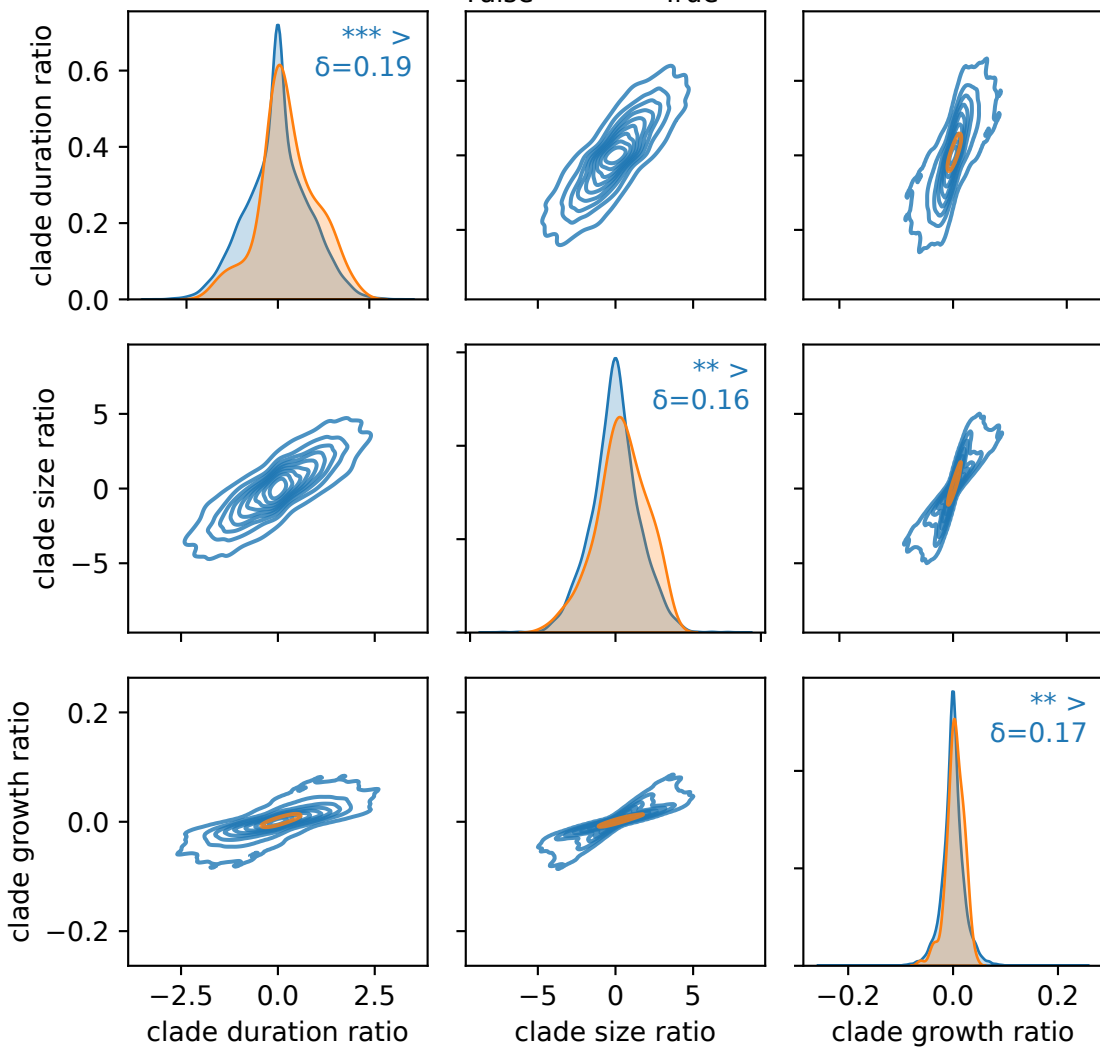 clade duration ratio
0.6
0.4
0.2
0.0
*** >
δ=0.19
clade size ratio
5
0
−5
** >
δ=0.16
clade growth ratio
0.2
0.0
−0.2
** >
δ=0.17
−2.5 0.0 2.5
−5 0 5
−0.2 0.0 0.2
clade duration ratio
clade size ratio
clade growth ratio